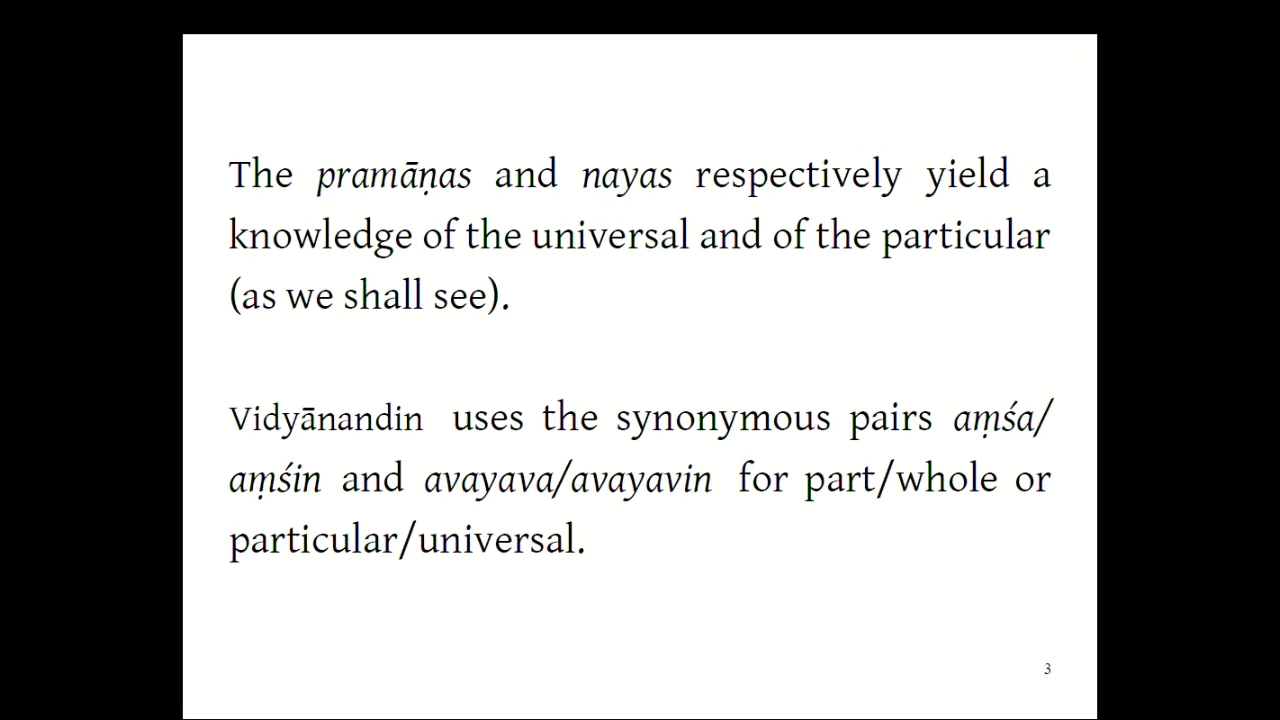 The pramāṇas and nayas respectively yield a
knowledge of the universal and of the particular
(as we shall see).
Vidyānandin uses the synonymous pairs aṃśa/
aṃśin and avayava/avayavin for part/whole or
particular/universal.
3